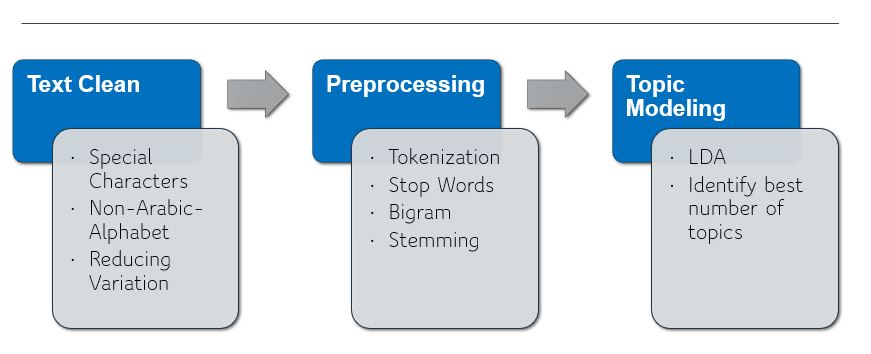 Text Clean
· Special
Characters
· Non-Arabic-
Alphabet
· Reducing
Variation
Preprocessing
· Tokenization
· Stop Words
· Bigram
· Stemming
Topic
Modeling
· LDA
· Identify best
number of
topics